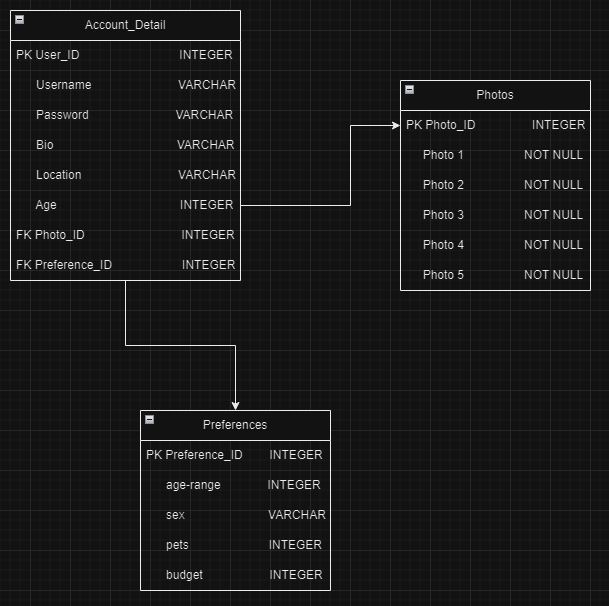 Account_Detail
PK User_ID INTEGER
Username VARCHAR
Password VARCHAR
Bio VARCHAR
Location VARCHAR
Age INTEGER
FK Photo_ID INTEGER
FK Preference_ID INTEGER
Photos
PK Photo_ID INTEGER
Photo 1 NOT NULL
Photo 2 NOT NULL
Photo 3 NOT NULL
Photo 4 NOT NULL
Photo 5 NOT NULL
Preferences
PK Preference_ID INTEGER
age-range INTEGER
sex VARCHAR
pets INTEGER
budget INTEGER